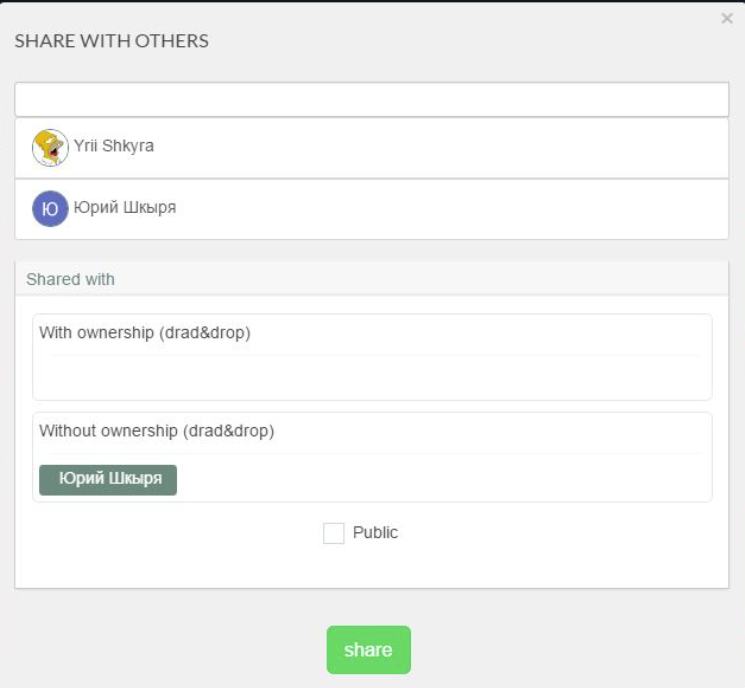 ×
SHARE WITH OTHERS
Yrii Shkyra
Ю Юрий Шкыря
Shared with
With ownership (drad&drop)
Without ownership (drad&drop)
Юрий Шкыря
Public
share